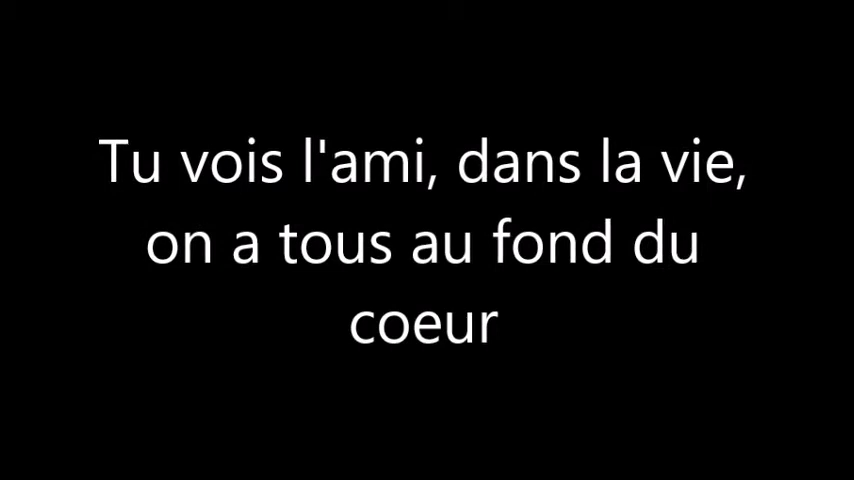 Tu vois l'ami, dans la vie,
on a tous au fond du
coeur